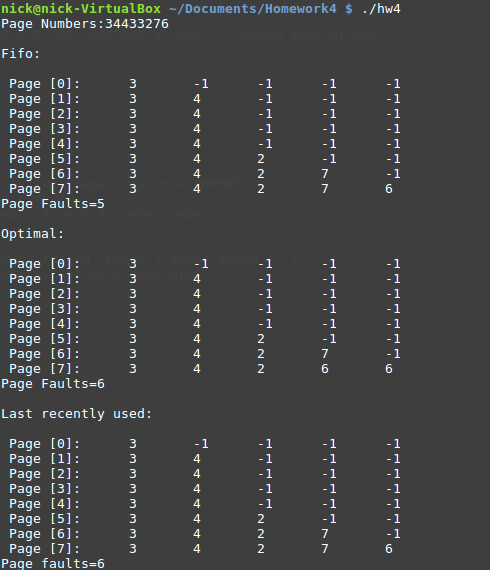 nick@nick-VirtualBox ~/Documents/Homework4 $ ./hw4
Page Numbers:34433276
Fifo:
Page [0]: 3 -1 -1 -1 -1
Page [1]: 3 4 -1 -1 -1
Page [2]: 3 4 -1 -1 -1
Page [3]: 3 4 -1 -1 -1
Page [4]: 3 4 -1 -1 -1
Page [5]: 3 4 2 -1 -1
Page [6]: 3 4 2 7 -1
Page [7]: 3 4 2 7 6
Page Faults=5
Optimal:
Page [0]: 3 -1 -1 -1 -1
Page [1]: 3 4 -1 -1 -1
Page [2]: 3 4 -1 -1 -1
Page [3]: 3 4 -1 -1 -1
Page [4]: 3 4 -1 -1 -1
Page [5]: 3 4 2 -1 -1
Page [6]: 3 4 2 7 -1
Page [7]: 3 4 2 6 6
Page Faults=6
Last recently used:
Page [0]: 3 -1 -1 -1 -1
Page [1]: 3 4 -1 -1 -1
Page [2]: 3 4 -1 -1 -1
Page [3]: 3 4 -1 -1 -1
Page [4]: 3 4 -1 -1 -1
Page [5]: 3 4 2 -1 -1
Page [6]: 3 4 2 7 -1
Page [7]: 3 4 2 7 6
Page faults=6